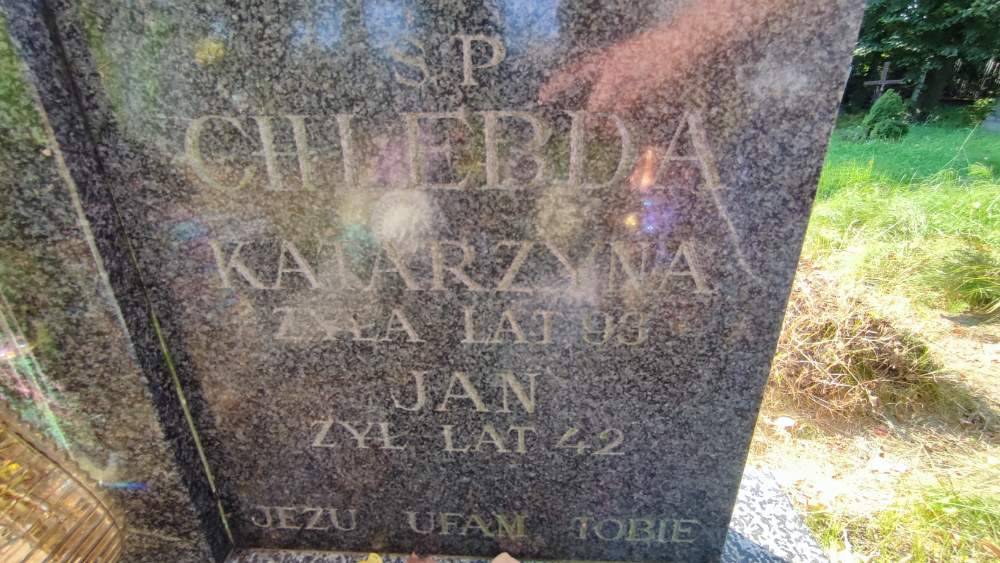 Ś.P.
CHLEBDA
KATARZYNA
ŻYŁA LAT 93
JAN
ŻYŁ LAT 42
JEZU UFAM TOBIE